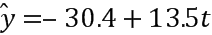 ŷ =– 30.4 + 13.5t